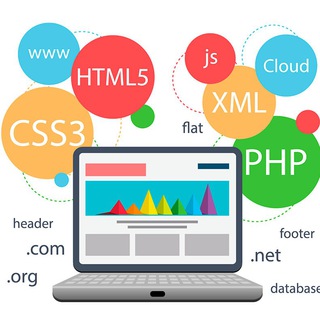 www
HTML5
CSS3
js
Cloud
XML
flat
PHP
header
.com
.org
footer
.net
database